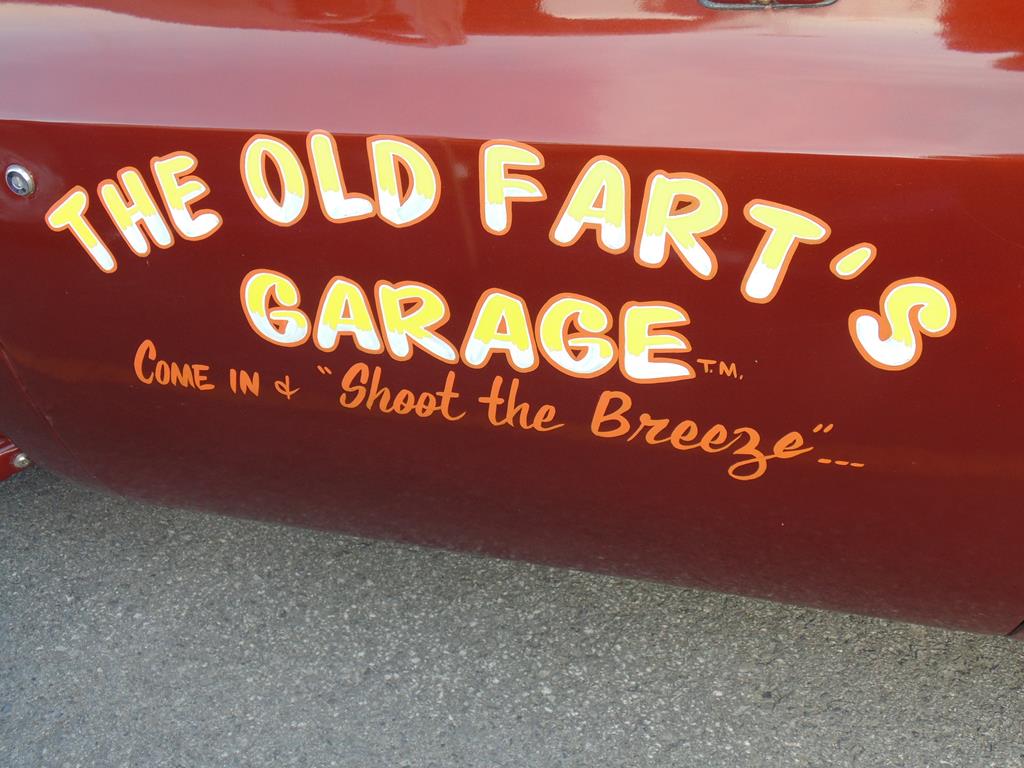 THE OLD FART'S
GARAGE T.M.
COME IN & "Shoot the Breeze"...